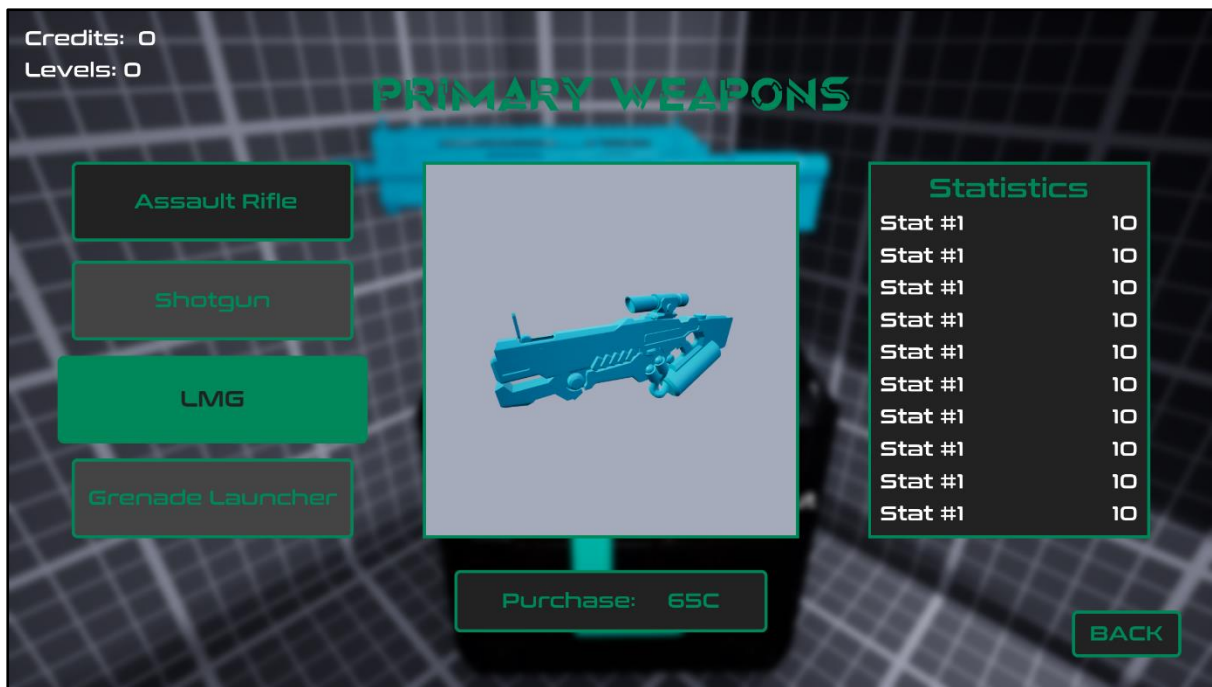 Credits: 0
Levels: 0
PRIMARY WEAPONS
Assault Rifle
Shotgun
LMG
Grenade Launcher
Statistics
Stat #1 10
Stat #1 10
Stat #1 10
Stat #1 10
Stat #1 10
Stat #1 10
Stat #1 10
Stat #1 10
Stat #1 10
Stat #1 10
Purchase: 65C
BACK